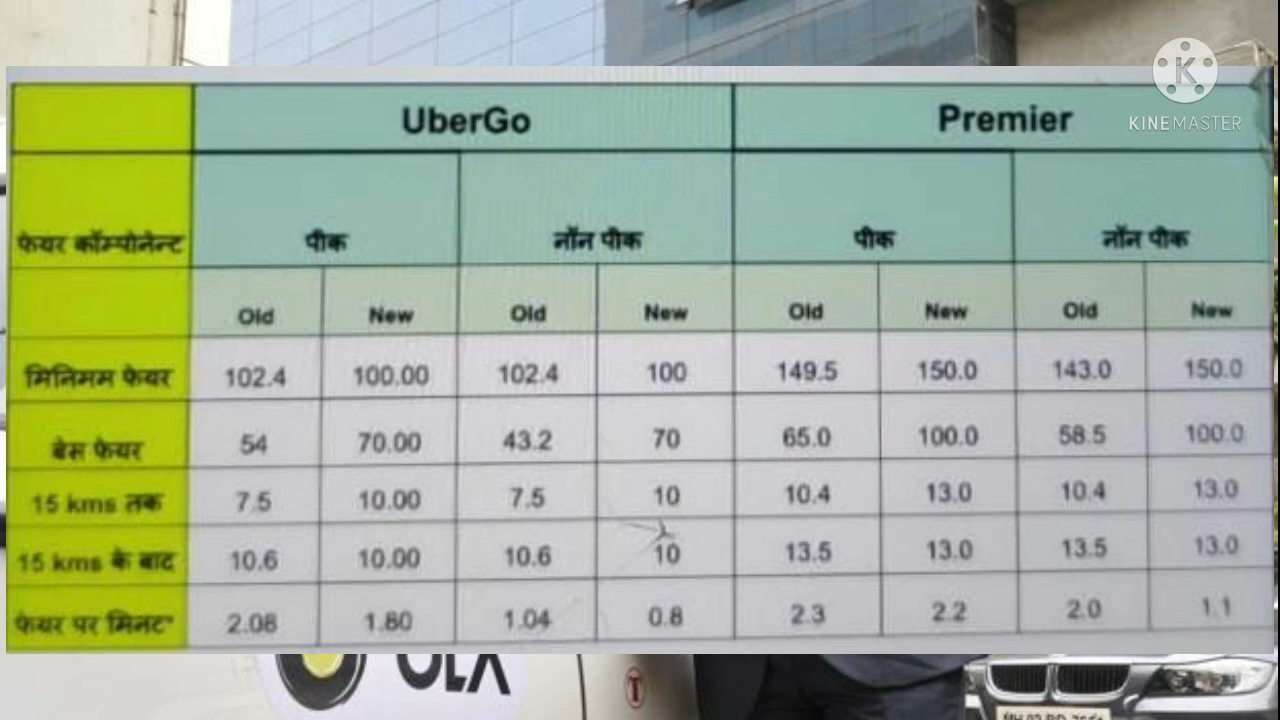 UberGo Premier
KINEMASTER
फेयर कॉम्पोनेन्ट पीक नॉन पीक पीक नॉन पीक
Old New Old New Old New Old New
मिनिमम फेयर 102.4 100.00 102.4 100 149.5 150.0 143.0 150.0
बेस फेयर 54 70.00 43.2 70 65.0 100.0 58.5 100.0
15 kms तक 7.5 10.00 7.5 10 10.4 13.0 10.4 13.0
15 kms के बाद 10.6 10.00 10.6 10 13.5 13.0 13.5 13.0
फेयर पर मिनट* 2.08 1.80 1.04 0.8 2.3 2.2 2.0 1.1
OLA
T